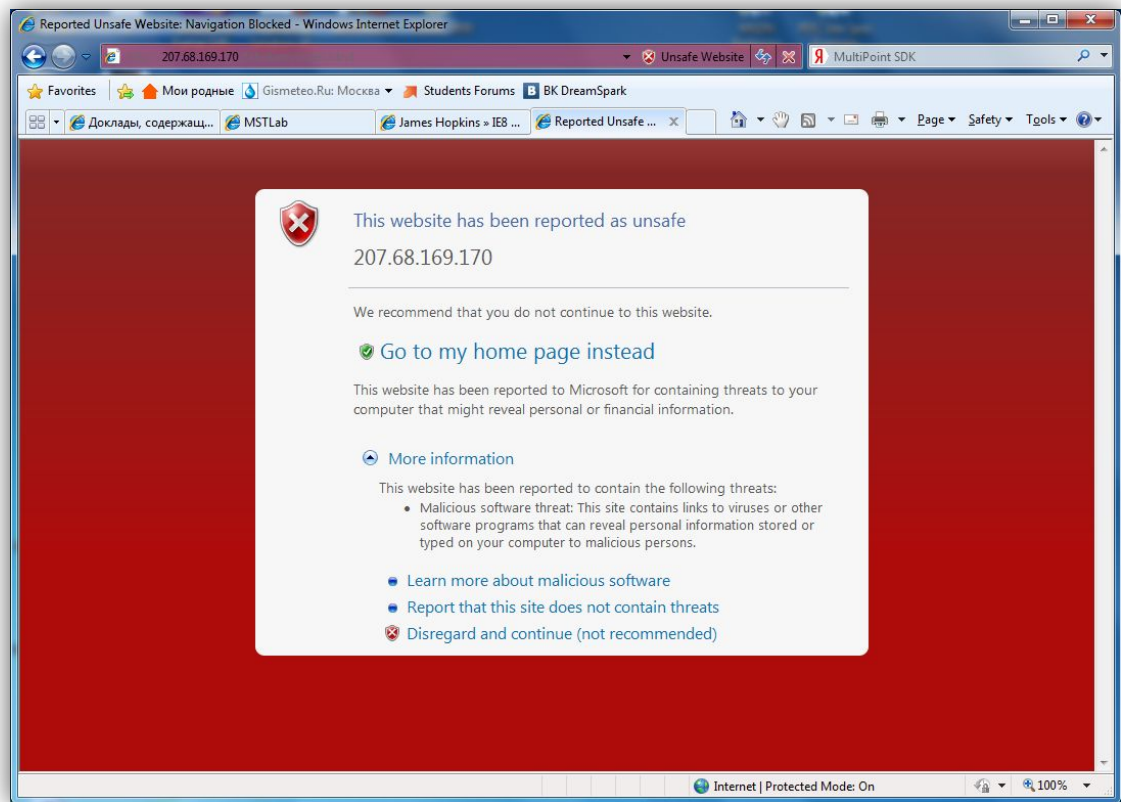 Reported Unsafe Website: Navigation Blocked - Windows Internet Explorer
207.68.169.170 Unsafe Website Я MultiPoint SDK
Favorites Мои родные Gismeteo.Ru: Москва Students Forums B BK DreamSpark
Доклады, содержащ... MSTLab James Hopkins » IE8 ... Reported Unsafe ... X Page Safety Tools
This website has been reported as unsafe
207.68.169.170
We recommend that you do not continue to this website.
Go to my home page instead
This website has been reported to Microsoft for containing threats to your
computer that might reveal personal or financial information.
More information
This website has been reported to contain the following threats:
• Malicious software threat: This site contains links to viruses or other
software programs that can reveal personal information stored or
typed on your computer to malicious persons.
Learn more about malicious software
Report that this site does not contain threats
Disregard and continue (not recommended)
Internet | Protected Mode: On 100%